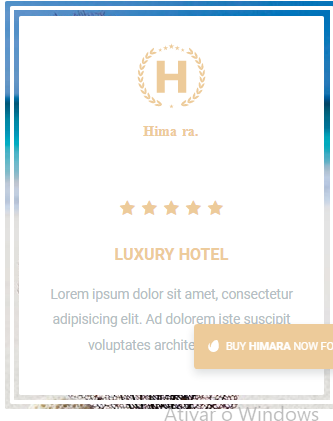 H
Hima ra.
LUXURY HOTEL
Lorem ipsum dolor sit amet, consectetur
adipisicing elit. Ad dolorem iste suscipit
voluptates archite
BUY HIMARA NOW FO
Ativar o Windows